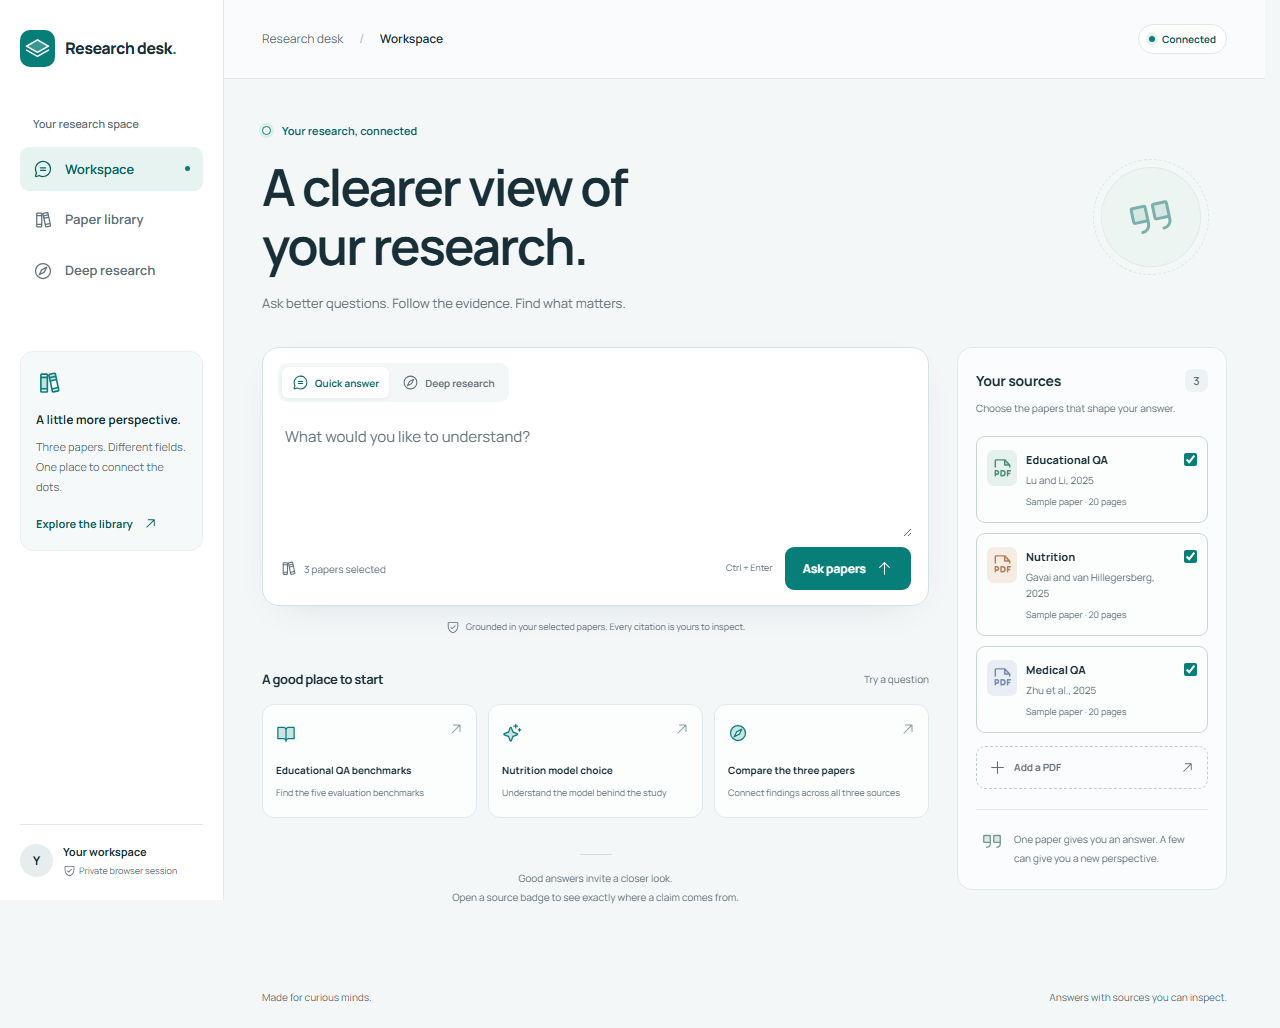 Research desk.
Your research space
Workspace
Paper library
Deep research
A little more perspective.
Three papers. Different fields.
One place to connect the
dots.
Explore the library
Y
Your workspace
Private browser session
Research desk / Workspace
Connected
Your research, connected
A clearer view of
your research.
Ask better questions. Follow the evidence. Find what matters.
Quick answer
Deep research
What would you like to understand?
3 papers selected
Ctrl + Enter
Ask papers
Grounded in your selected papers. Every citation is yours to inspect.
A good place to start
Try a question
Educational QA benchmarks
Find the five evaluation benchmarks
Nutrition model choice
Understand the model behind the study
Compare the three papers
Connect findings across all three sources
Good answers invite a closer look.
Open a source badge to see exactly where a claim comes from.
Your sources
3
Choose the papers that shape your answer.
PDF
Educational QA
Lu and Li, 2025
Sample paper · 20 pages
PDF
Nutrition
Gavai and van Hillegersberg,
2025
Sample paper · 20 pages
PDF
Medical QA
Zhu et al., 2025
Sample paper · 20 pages
Add a PDF
One paper gives you an answer. A few
can give you a new perspective.
Made for curious minds.
Answers with sources you can inspect.